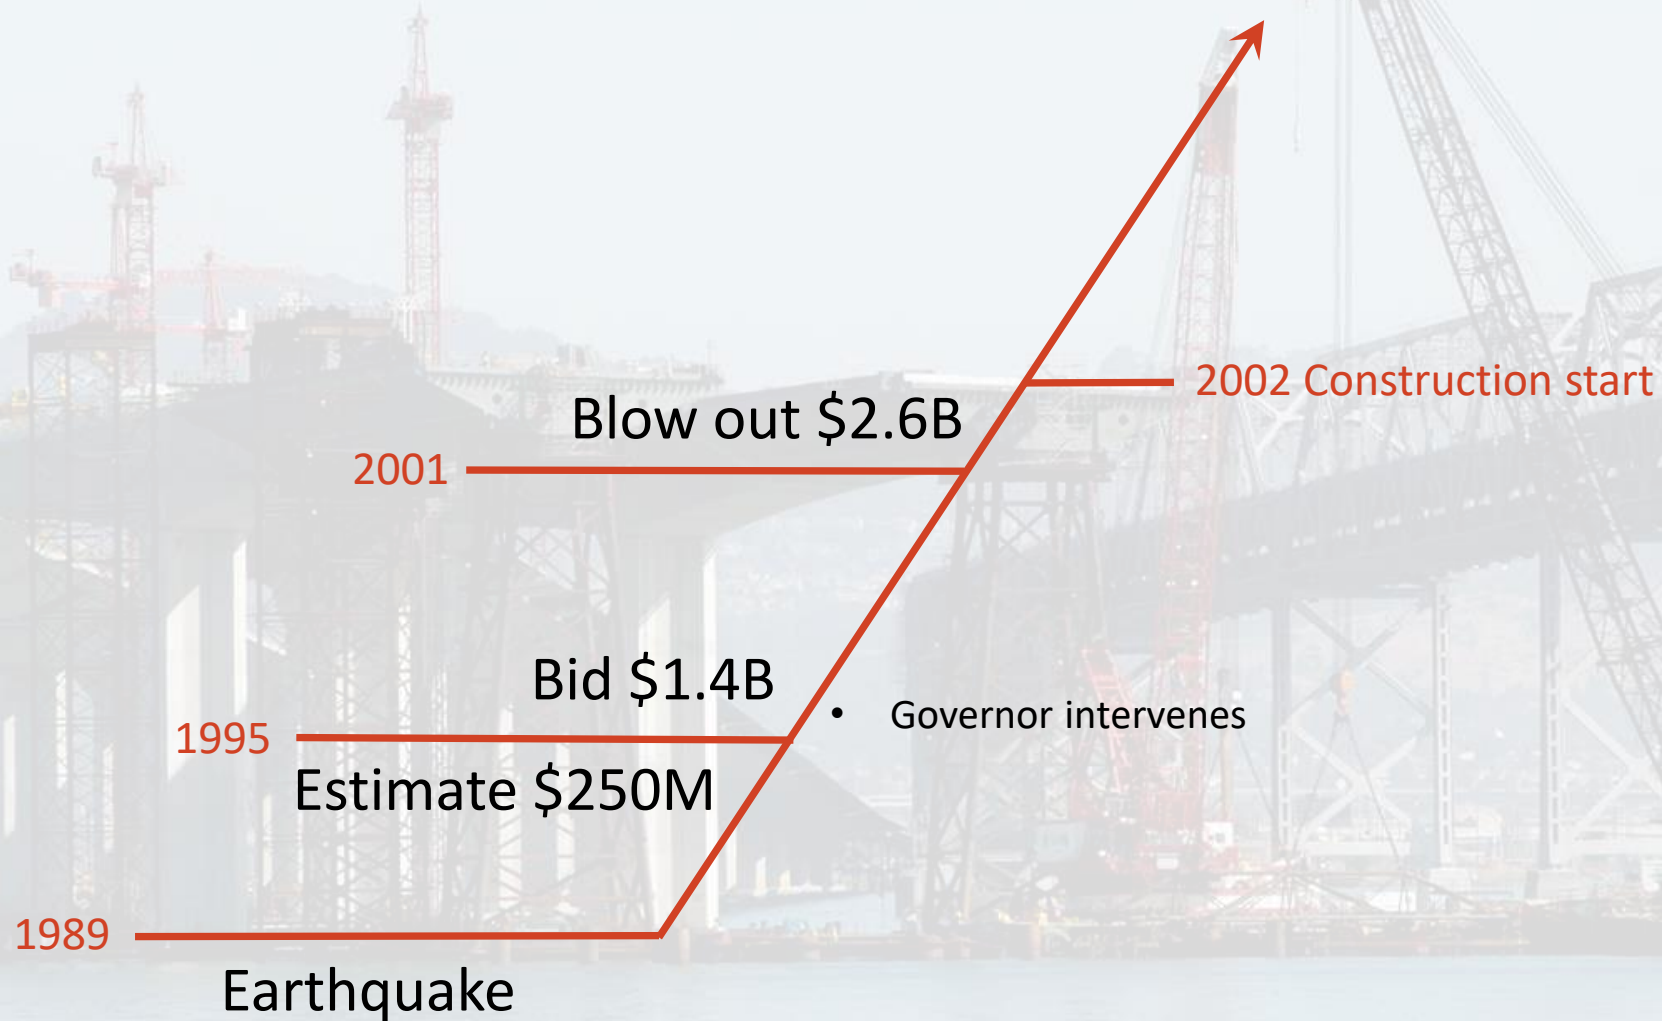 2002 Construction start
Blow out $2.6B
2001
Bid $1.4B
• Governor intervenes
1995
Estimate $250M
1989
Earthquake